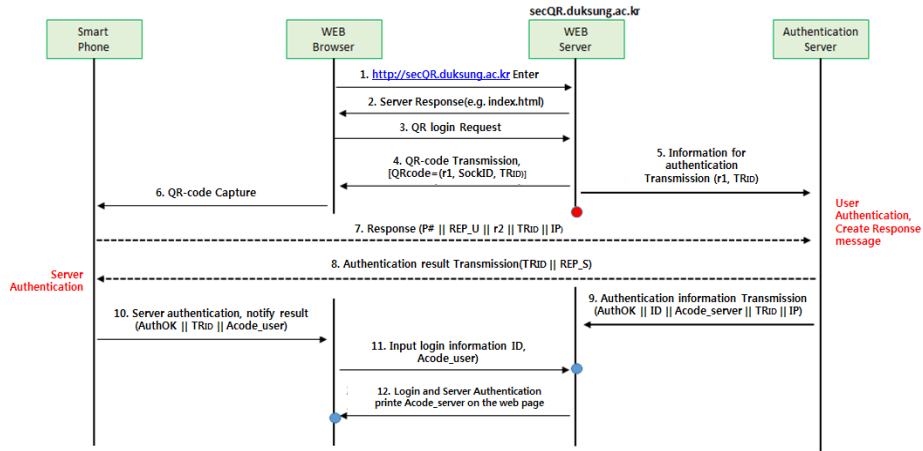 secQR.duksung.ac.kr
Smart
Phone
WEB
Browser
WEB
Server
Authentication
Server
1. http://secQR.duksung.ac.kr Enter
2. Server Response(e.g. index.html)
3. QR login Request
4. QR-code Transmission,
[QRcode=(r1, SockID, TRID)]
5. Information for
authentication
Transmission (r1, TRID)
6. QR-code Capture
User
Authentication,
Create Response
message
7. Response (P# || REP_U || r2 || TRID || IP)
8. Authentication result Transmission(TRID || REP_S)
Server
Authentication
9. Authentication information Transmission
(AuthOK || ID || Acode_server || TRID || IP)
10. Server authentication, notify result
(AuthOK || TRID || Acode_user)
11. Input login information ID,
Acode_user)
12. Login and Server Authentication
printe Acode_server on the web page